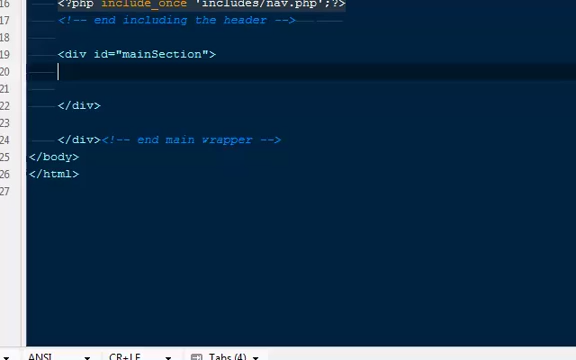 16 <?php include_once 'includes/nav.php';?>
17 <!-- end including the header -->
18
19 <div id="mainSection">
20
21
22 </div>
23
24 </div><!-- end main wrapper -->
25 </body>
26 </html>
27
ANSI CR+LF Tabs (4)